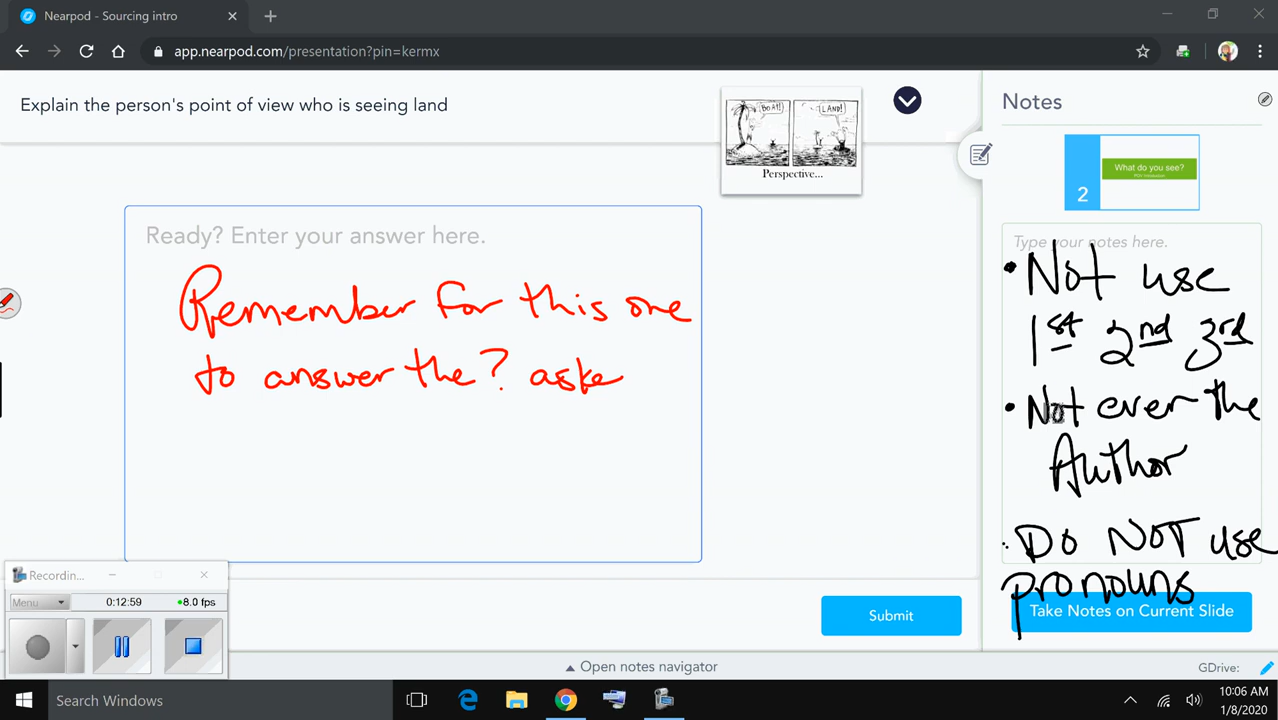 Nearpod - Sourcing intro
app.nearpod.com/presentation?pin=kermx
Explain the person's point of view who is seeing land
BOAT!
LAND!
Perspective...
Notes
2
What do you see?
Ready? Enter your answer here.
Remember for this one
to answer the? aske
Type your notes here.
• Not use
1st 2nd 3rd
• Not ever the
Author
• Do NOT use
pronouns
Take Notes on Current Slide
Submit
Recordin...
Menu
0:12:59
8.0 fps
Open notes navigator
GDrive:
Search Windows
10:06 AM
1/8/2020